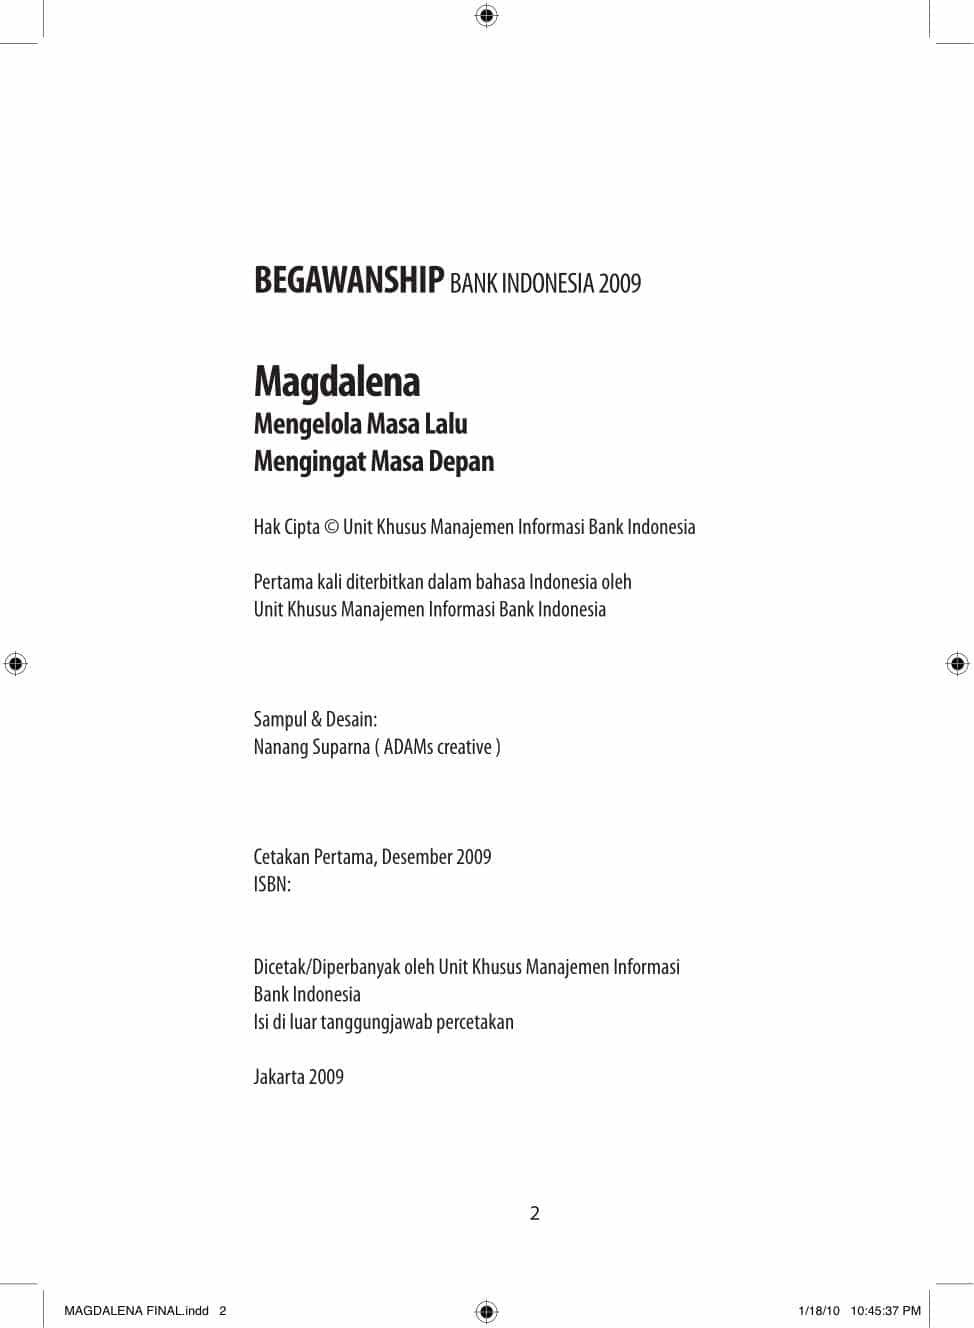 BEGAWANSHIP BANK INDONESIA 2009
Magdalena
Mengelola Masa Lalu
Mengingat Masa Depan
Hak Cipta © Unit Khusus Manajemen Informasi Bank Indonesia
Pertama kali diterbitkan dalam bahasa Indonesia oleh
Unit Khusus Manajemen Informasi Bank Indonesia
Sampul & Desain:
Nanang Suparna ( ADAMs creative )
Cetakan Pertama, Desember 2009
ISBN:
Dicetak/Diperbanyak oleh Unit Khusus Manajemen Informasi
Bank Indonesia
Isi di luar tanggungjawab percetakan
Jakarta 2009
2
MAGDALENA FINAL.indd   2
1/18/10   10:45:37 PM